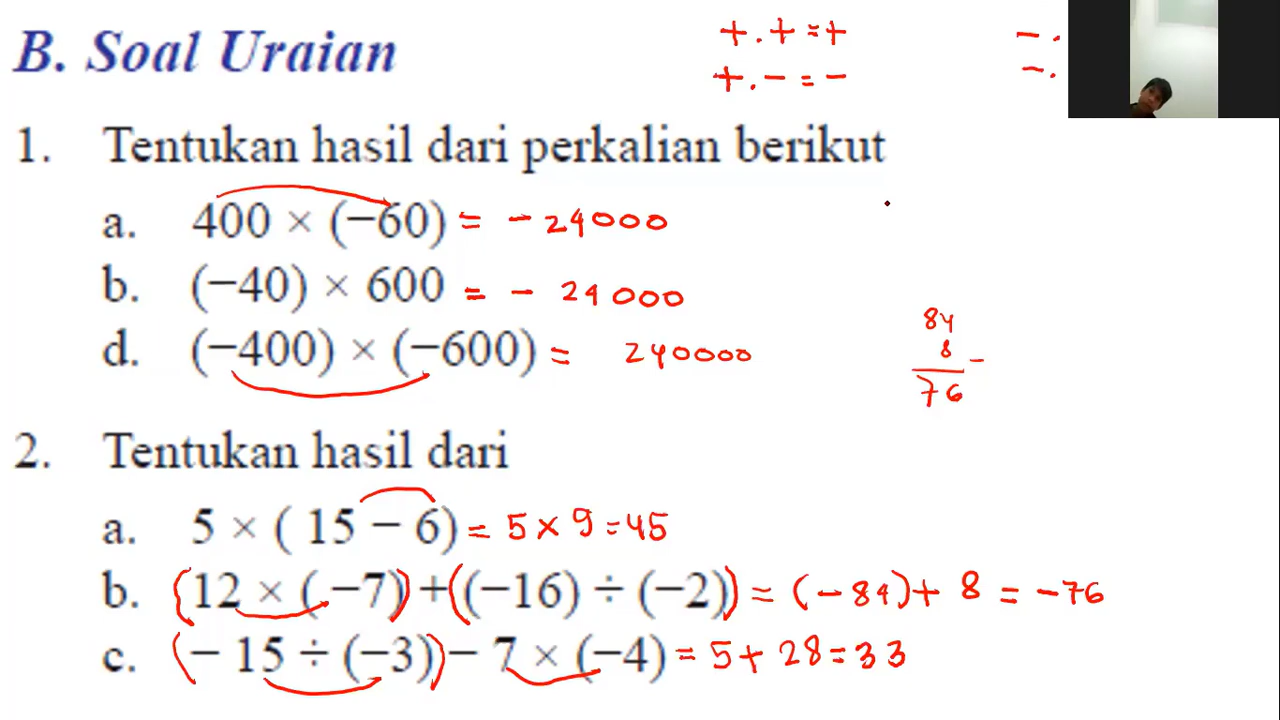 B. Soal Uraian
+ . + = +
+ . - = -
- .
- .
1. Tentukan hasil dari perkalian berikut
a. 400 × (−60) = - 24000
b. (−40) × 600 = - 24000
d. (−400) × (−600) = 240000
84
8 -
76
2. Tentukan hasil dari
a. 5 × ( 15 − 6) = 5 × 9 = 45
b. (12 × ( −7)) + ((−16) ÷ (−2)) = (-84) + 8 = -76
c. (− 15 ÷ (−3)) − 7 × (−4) = 5 + 28 = 33